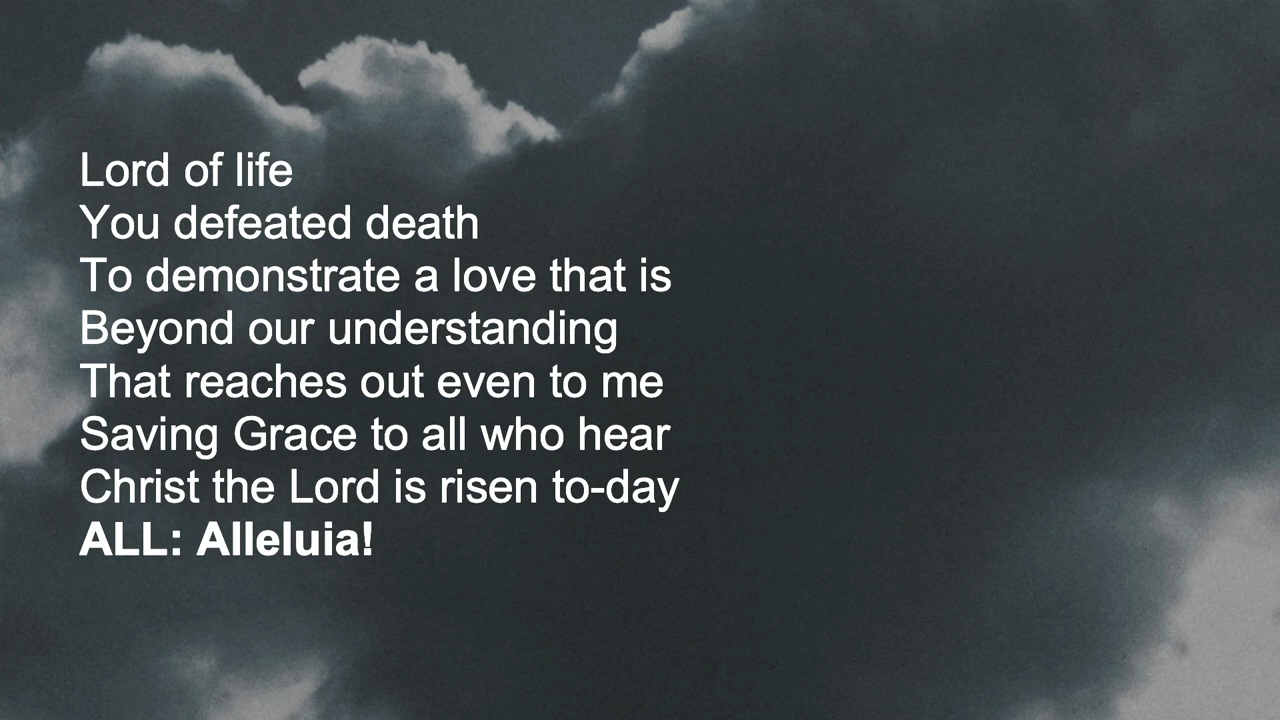 Lord of life
You defeated death
To demonstrate a love that is
Beyond our understanding
That reaches out even to me
Saving Grace to all who hear
Christ the Lord is risen to-day
ALL: Alleluia!